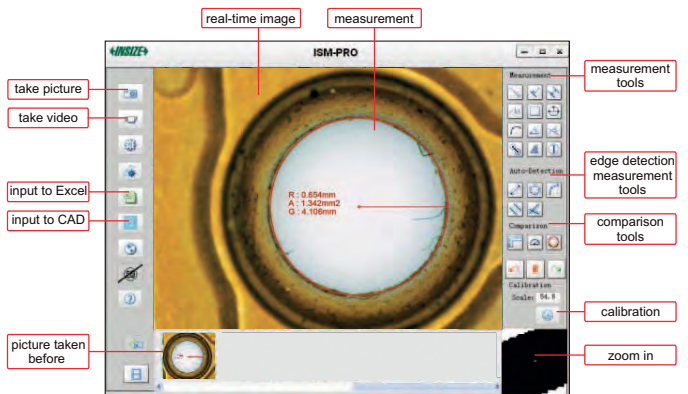 real-time image
measurement
INSIZE
ISM-PRO
take picture
take video
input to Excel
input to CAD
picture taken
before
R : 0.654mm
A : 1.342mm2
G : 4.106mm
Measurement
Auto-Detection
Comparison
Calibration
Scale: 54.8
measurement
tools
edge detection
measurement
tools
comparison
tools
calibration
zoom in